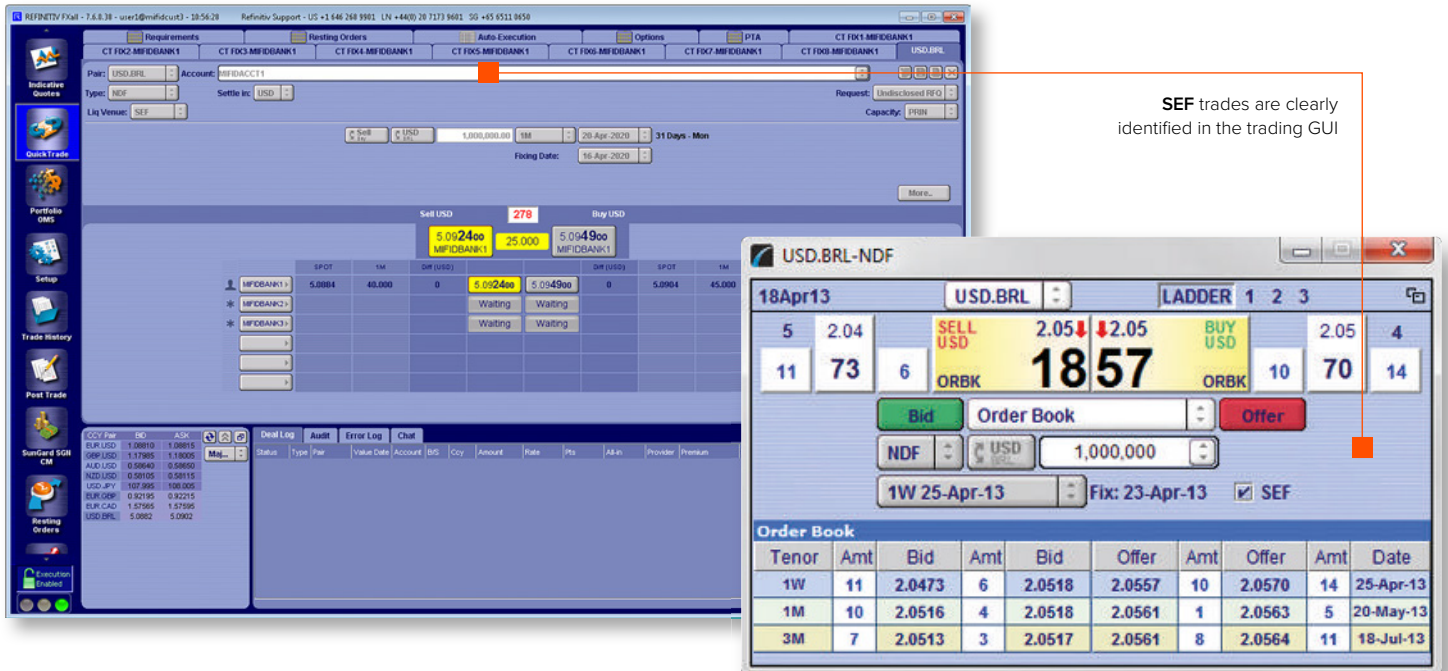 REFINITIV FXall - 7.6.0.30 - user1@mifidcust3 - 10:56:28 Refinitiv Support - US +1 646 268 9901 LN +44(0) 20 7173 9601 SG +65 6511 0650
Requirements Resting Orders Auto-Execution Options PTA CT FIX1-MIFIDBANK1
CT FIX2-MIFIDBANK1 CT FIX3-MIFIDBANK1 CT FIX4-MIFIDBANK1 CT FIX5-MIFIDBANK1 CT FIX6-MIFIDBANK1 CT FIX7-MIFIDBANK1 CT FIX8-MIFIDBANK1 USD.BRL
Pair: USD.BRL Account: MIFIDACCT1
Type: NDF Settle in: USD Request: Undisclosed RFQ
Liq Venue: SEF Capacity: PRIN
Sell USD BRL 1,000,000.00 1M 20-Apr-2020 31 Days - Mon
Fixing Date: 16-Apr-2020
More...
Indicative Quotes
QuickTrade
Portfolio OMS
Setup
Trade History
Post Trade
SunGard SGN CM
Resting Orders
Execution Enabled
Sell USD 278 Buy USD
5.092400 25.000 5.094900
MIFIDBANK1 MIFIDBANK1
SPOT 1M Diff (USD) Diff (USD) SPOT 1M
MIFIDBANK1 5.0884 40.000 0 5.092400 5.094900 0 5.0904 45.000
MIFIDBANK2 Waiting Waiting
MIFIDBANK3 Waiting Waiting
CCY Pair BID ASK
EUR.USD 1.08810 1.08815
GBP.USD 1.17985 1.18005
AUD.USD 0.58640 0.58650
NZD.USD 0.58105 0.58115
USD.JPY 107.995 108.005
EUR.GBP 0.92195 0.92215
EUR.CAD 1.57565 1.57595
USD.BRL 5.0882 5.0902
Maj...
Deal Log Audit Error Log Chat
Status Type Pair Value Date Account B/S Ccy Amount Rate Pts All-in Provider Premium
SEF trades are clearly
identified in the trading GUI
USD.BRL-NDF
18Apr13 USD.BRL LADDER 1 2 3
5 2.04 SELL USD 2.05 2.05 BUY USD 2.05 4
11 73 6 ORBK 18 57 ORBK 10 70 14
Bid Order Book Offer
NDF USD BRL 1,000,000
1W 25-Apr-13 Fix: 23-Apr-13 SEF
Order Book
Tenor Amt Bid Amt Bid Offer Amt Offer Amt Date
1W 11 2.0473 6 2.0518 2.0557 10 2.0570 14 25-Apr-13
1M 10 2.0516 4 2.0518 2.0561 1 2.0563 5 20-May-13
3M 7 2.0513 3 2.0517 2.0561 8 2.0564 11 18-Jul-13